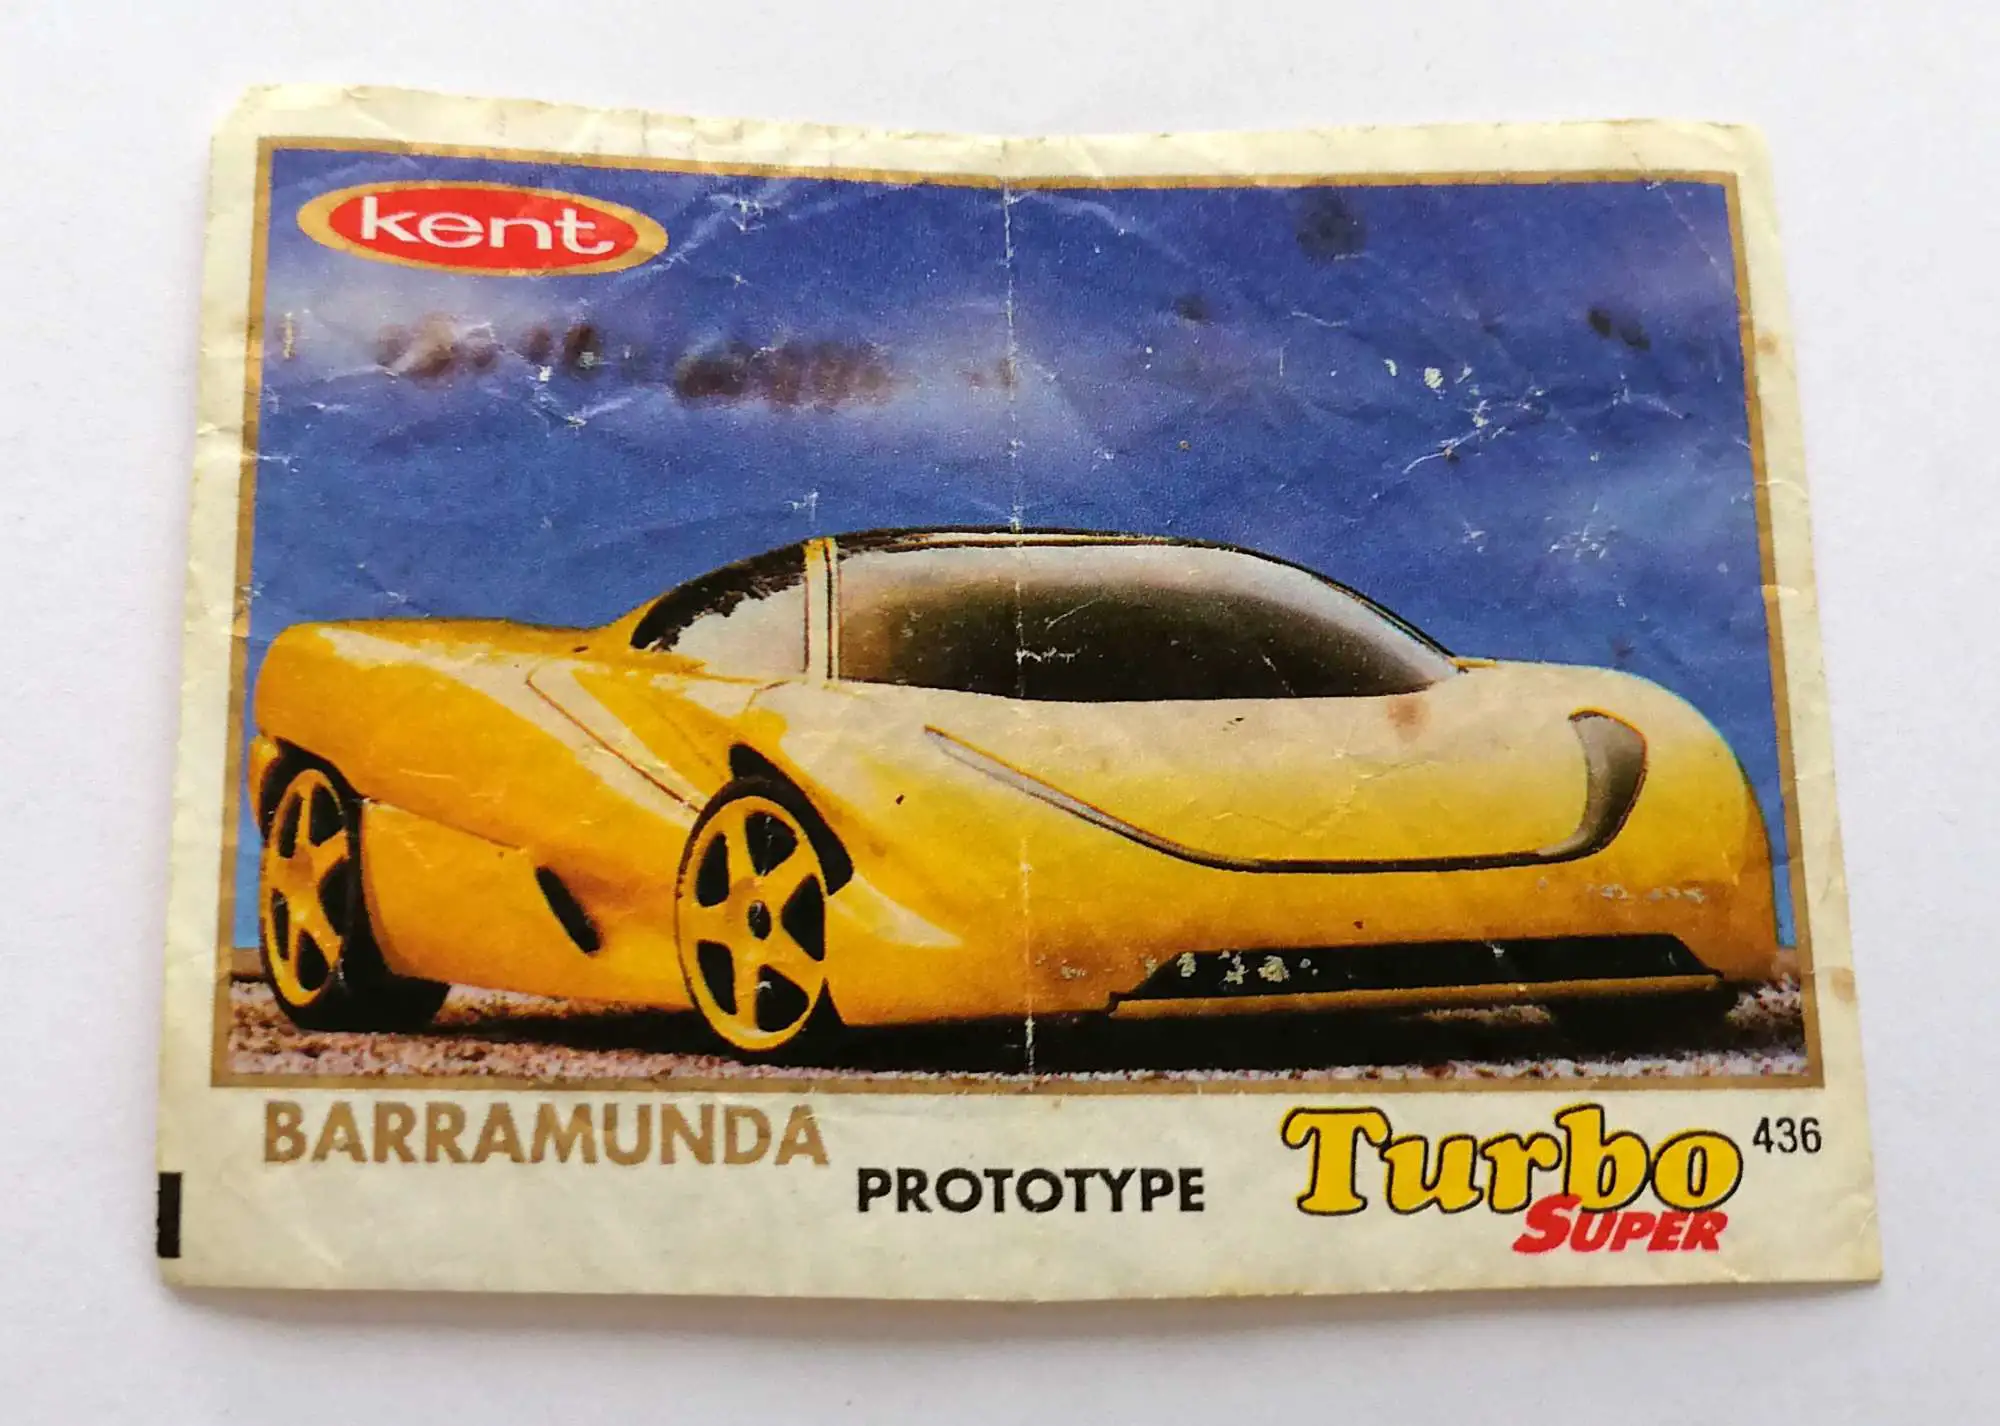 kent
BARRAMUNDA
PROTOTYPE
Turbo 436
SUPER